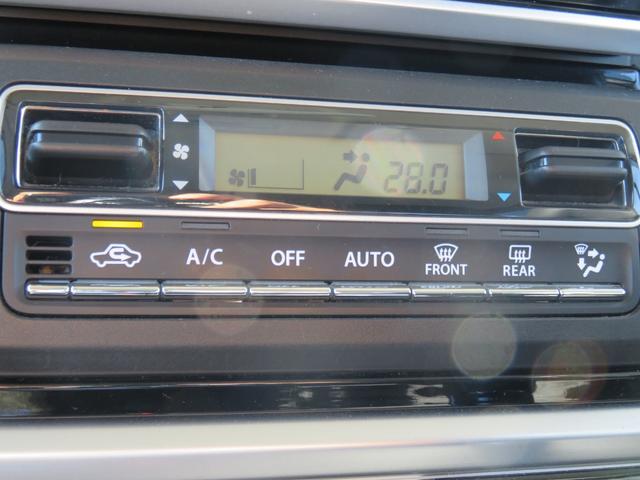 28.0
A/C OFF AUTO FRONT REAR